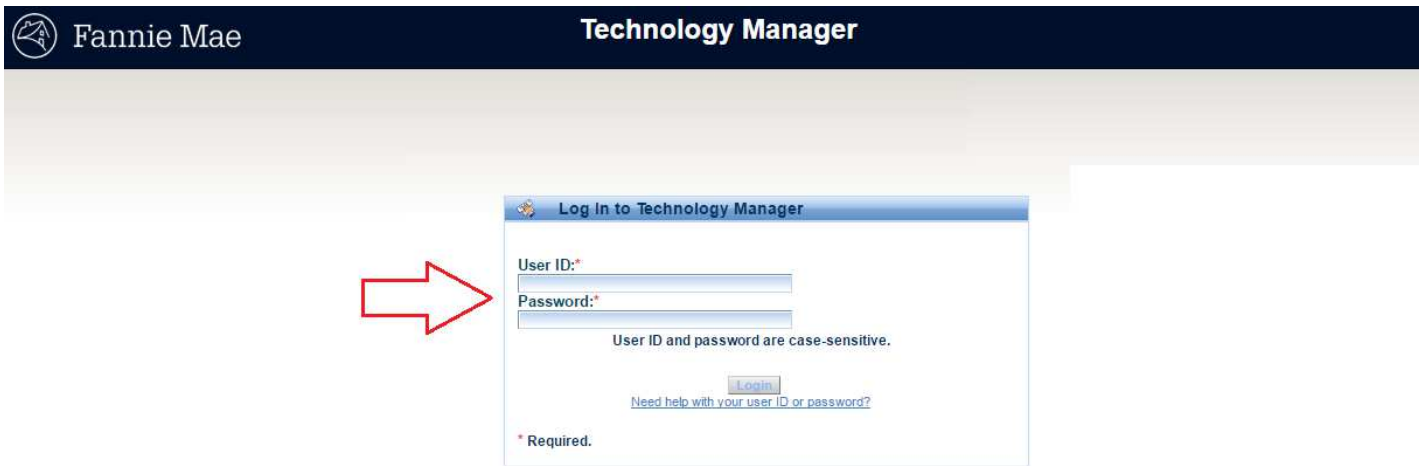 Fannie Mae
Technology Manager
Log In to Technology Manager
User ID:*
Password:*
User ID and password are case-sensitive.
Login
Need help with your user ID or password?
* Required.